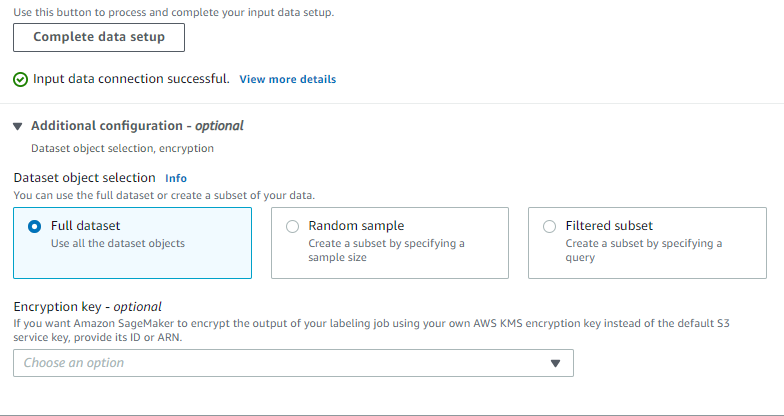 Use this button to process and complete your input data setup.
Complete data setup
Input data connection successful. View more details
Additional configuration - optional
Dataset object selection, encryption
Dataset object selection Info
You can use the full dataset or create a subset of your data.
Full dataset
Use all the dataset objects
Random sample
Create a subset by specifying a
sample size
Filtered subset
Create a subset by specifying a
query
Encryption key - optional
If you want Amazon SageMaker to encrypt the output of your labeling job using your own AWS KMS encryption key instead of the default S3
service key, provide its ID or ARN.
Choose an option